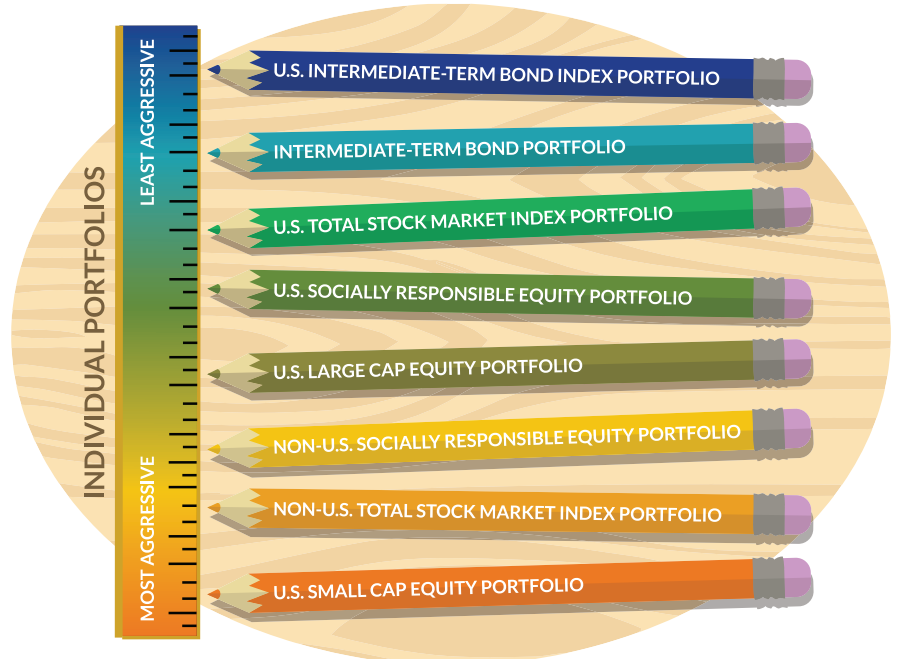 INDIVIDUAL PORTFOLIOS
LEAST AGGRESSIVE
MOST AGGRESSIVE
U.S. INTERMEDIATE-TERM BOND INDEX PORTFOLIO
INTERMEDIATE-TERM BOND PORTFOLIO
U.S. TOTAL STOCK MARKET INDEX PORTFOLIO
U.S. SOCIALLY RESPONSIBLE EQUITY PORTFOLIO
U.S. LARGE CAP EQUITY PORTFOLIO
NON-U.S. SOCIALLY RESPONSIBLE EQUITY PORTFOLIO
NON-U.S. TOTAL STOCK MARKET INDEX PORTFOLIO
U.S. SMALL CAP EQUITY PORTFOLIO